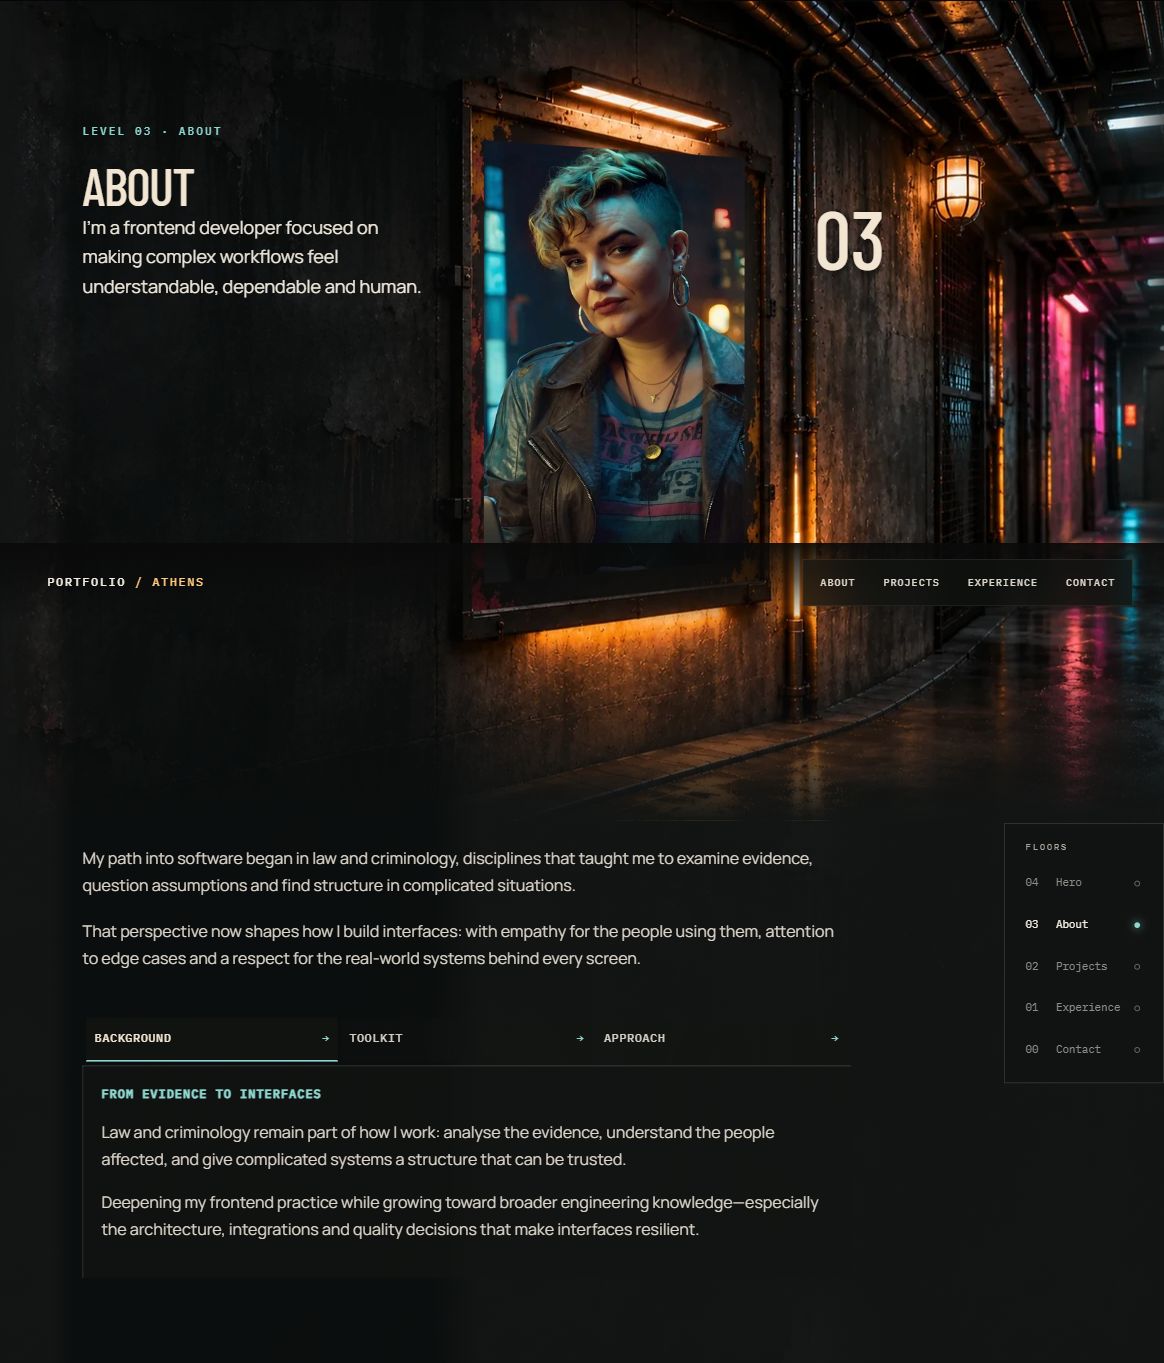 LEVEL 03 · ABOUT
ABOUT
I'm a frontend developer focused on
making complex workflows feel
understandable, dependable and human.
03
PORTFOLIO / ATHENS
ABOUT PROJECTS EXPERIENCE CONTACT
My path into software began in law and criminology, disciplines that taught me to examine evidence,
question assumptions and find structure in complicated situations.
That perspective now shapes how I build interfaces: with empathy for the people using them, attention
to edge cases and a respect for the real-world systems behind every screen.
FLOORS
04 Hero
03 About
02 Projects
01 Experience
00 Contact
BACKGROUND → TOOLKIT → APPROACH →
FROM EVIDENCE TO INTERFACES
Law and criminology remain part of how I work: analyse the evidence, understand the people
affected, and give complicated systems a structure that can be trusted.
Deepening my frontend practice while growing toward broader engineering knowledge—especially
the architecture, integrations and quality decisions that make interfaces resilient.